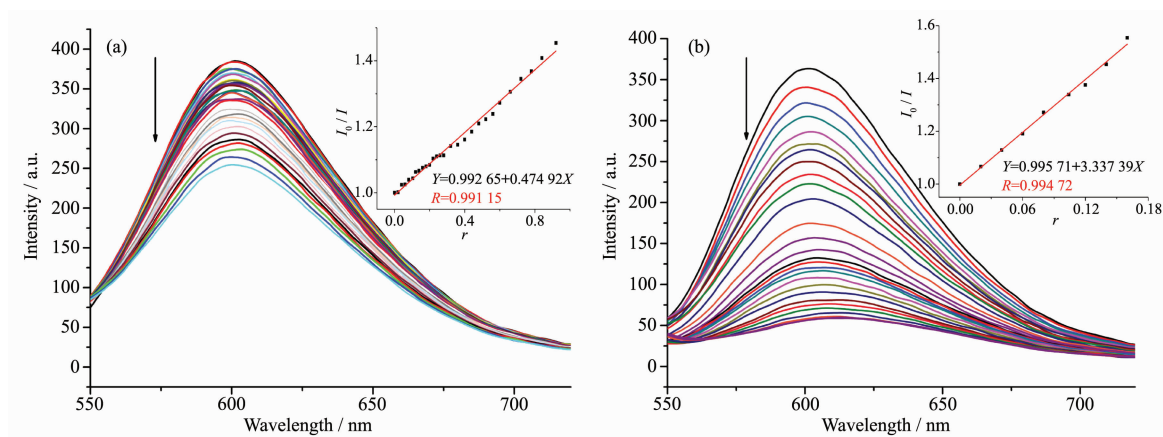 (a)
400
350
300
250
200
150
100
50
0
Intensity / a.u.
550
600
650
700
Wavelength / nm
1.4
1.2
1.0
I₀ / I
0.0
0.4
0.8
r
Y=0.992 65+0.474 92X
R=0.991 15
(b)
400
350
300
250
200
150
100
50
0
Intensity / a.u.
550
600
650
700
Wavelength / nm
1.6
1.4
1.2
1.0
I₀ / I
0.00
0.06
0.12
0.18
r
Y=0.995 71+3.337 39X
R=0.994 72